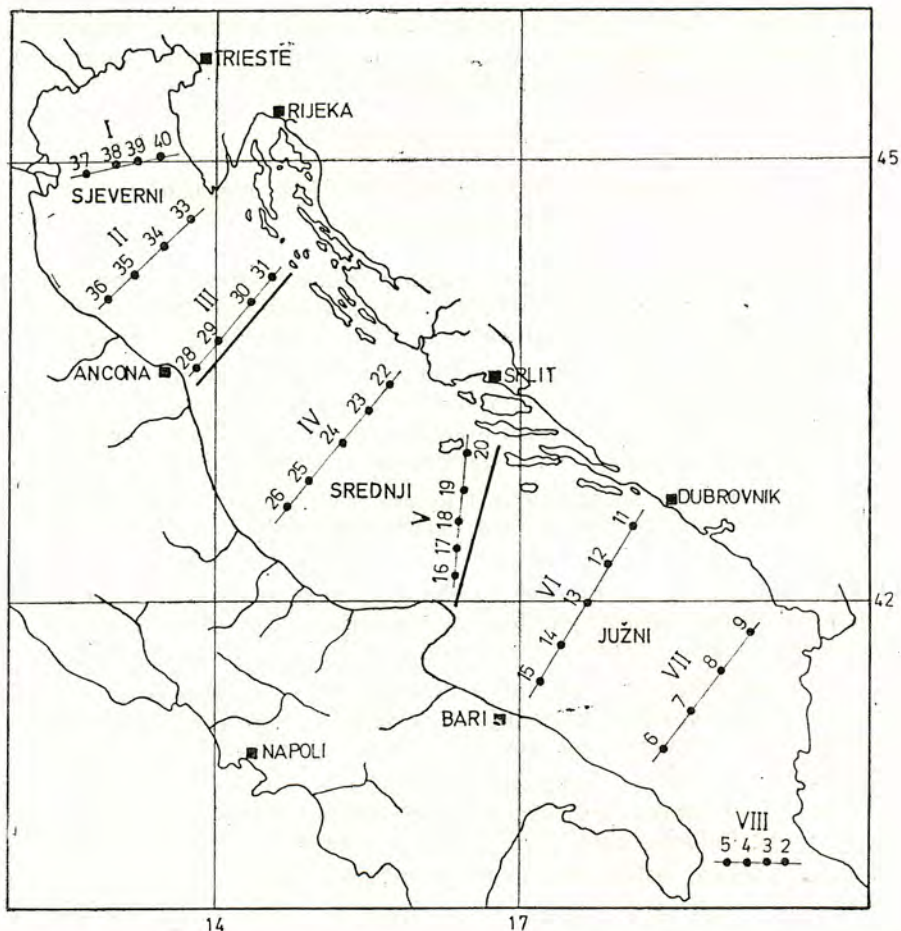 TRIESTE
RIJEKA
I
37 38 39 40
45
SJEVERNI
II
36 35 34 33
III
28 29 30 31
ANCONA
SPLIT
IV
26 25 24 23 22
SREDNJI
V
16 17 18 19 20
DUBROVNIK
VI
15 14 13 12 11
42
JUŽNI
VII
6 7 8 9
BARI
NAPOLI
VIII
5 4 3 2
14
17